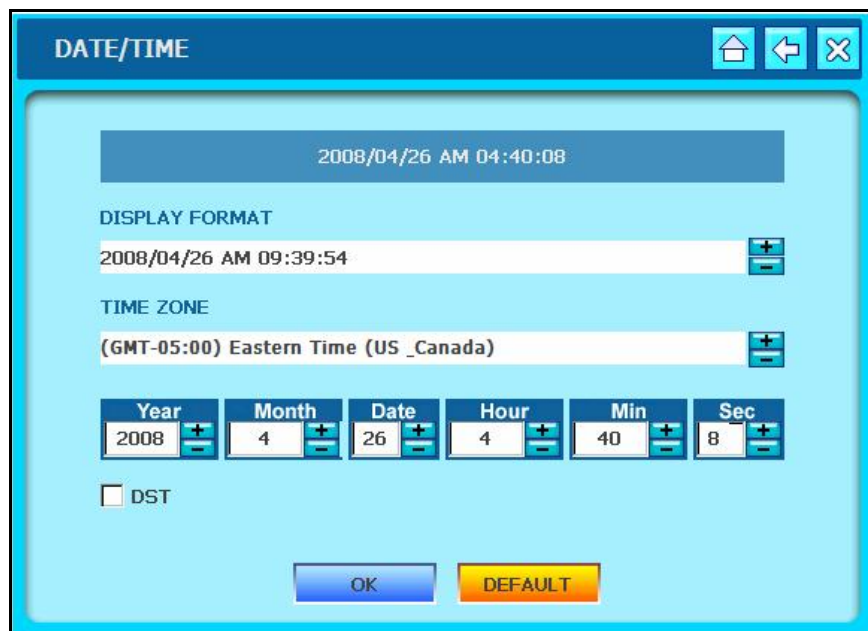 DATE/TIME
2008/04/26 AM 04:40:08
DISPLAY FORMAT
2008/04/26 AM 09:39:54
TIME ZONE
(GMT-05:00) Eastern Time (US _Canada)
Year Month Date Hour Min Sec
2008 4 26 4 40 8
DST
OK DEFAULT